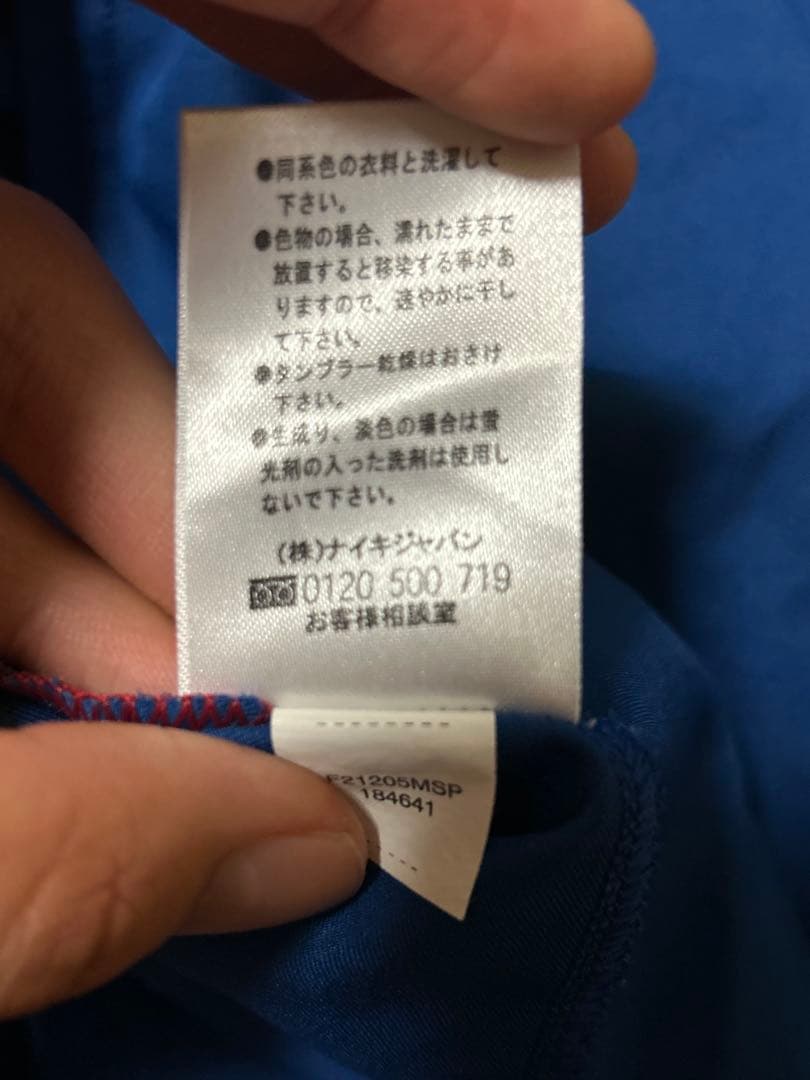 ●同系色の衣料と洗濯して
下さい。
●色物の場合、濡れたままで
放置すると移染する事があ
りますので、速やかに干し
て下さい。
●タンブラー乾燥はおさけ
下さい。
●生成り、淡色の場合は蛍
光剤の入った洗剤は使用し
ないで下さい。
(株)ナイキジャパン
0120 500 719
お客様相談室
F21205MSP
184641